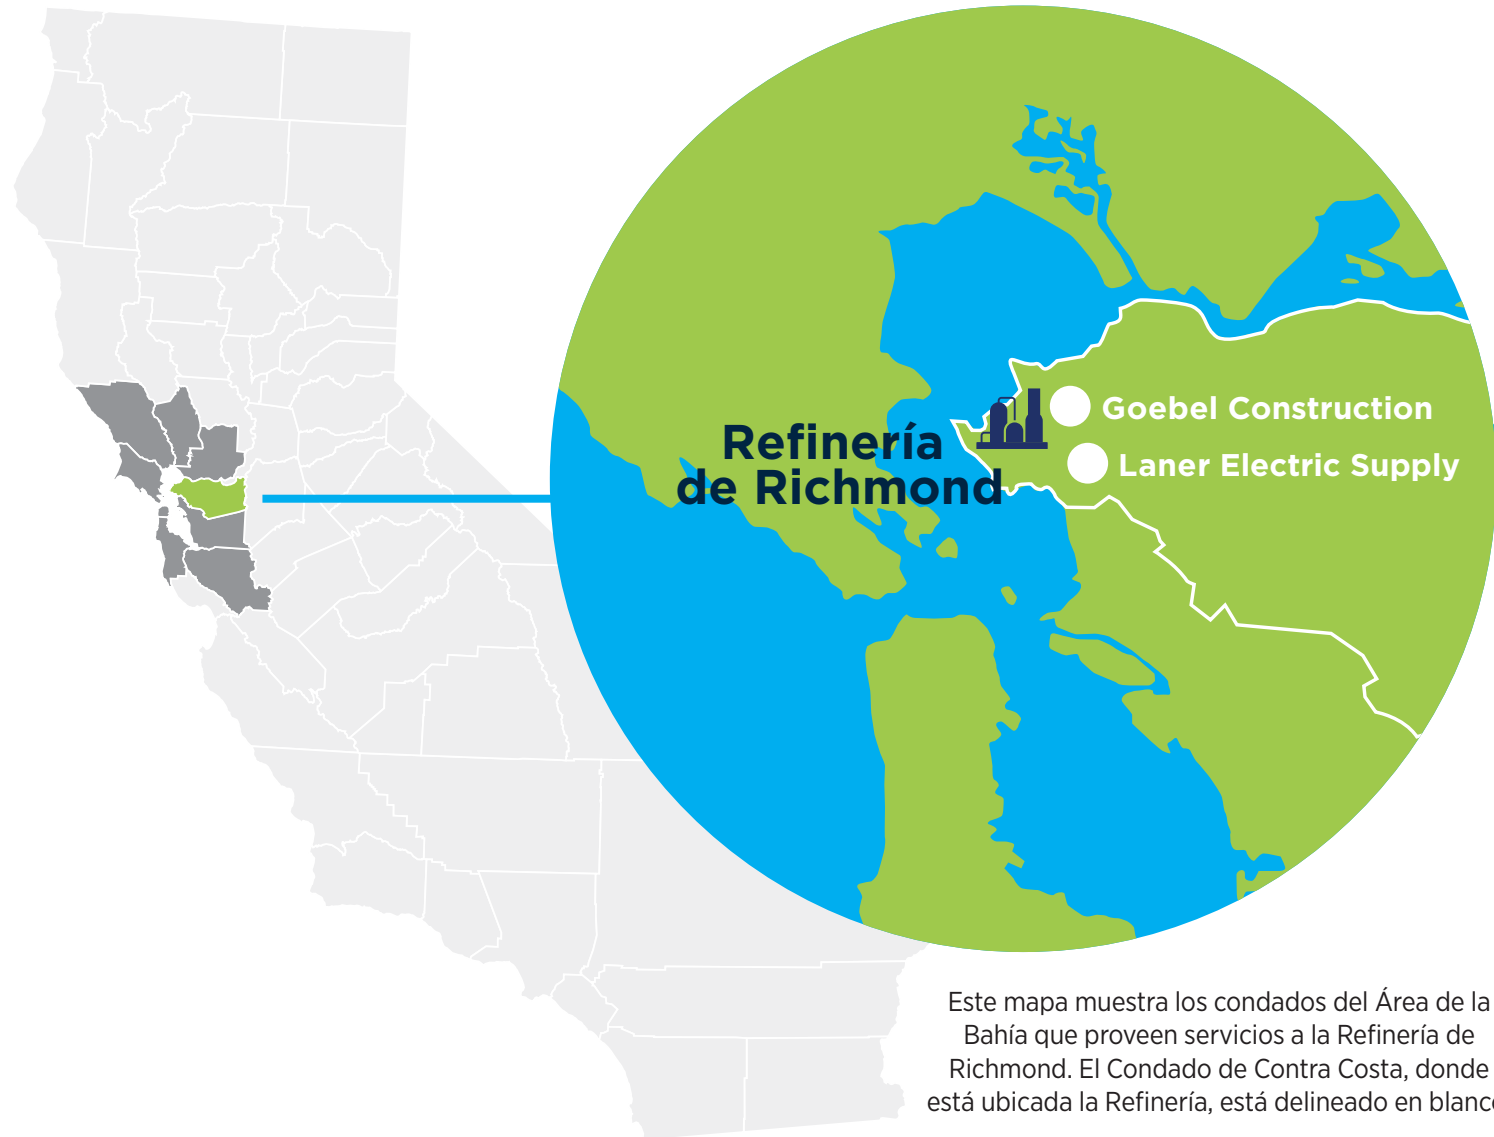 Refinería
de Richmond
Goebel Construction
Laner Electric Supply
Este mapa muestra los condados del Área de la
Bahía que proveen servicios a la Refinería de
Richmond. El Condado de Contra Costa, donde
está ubicada la Refinería, está delineado en blanco